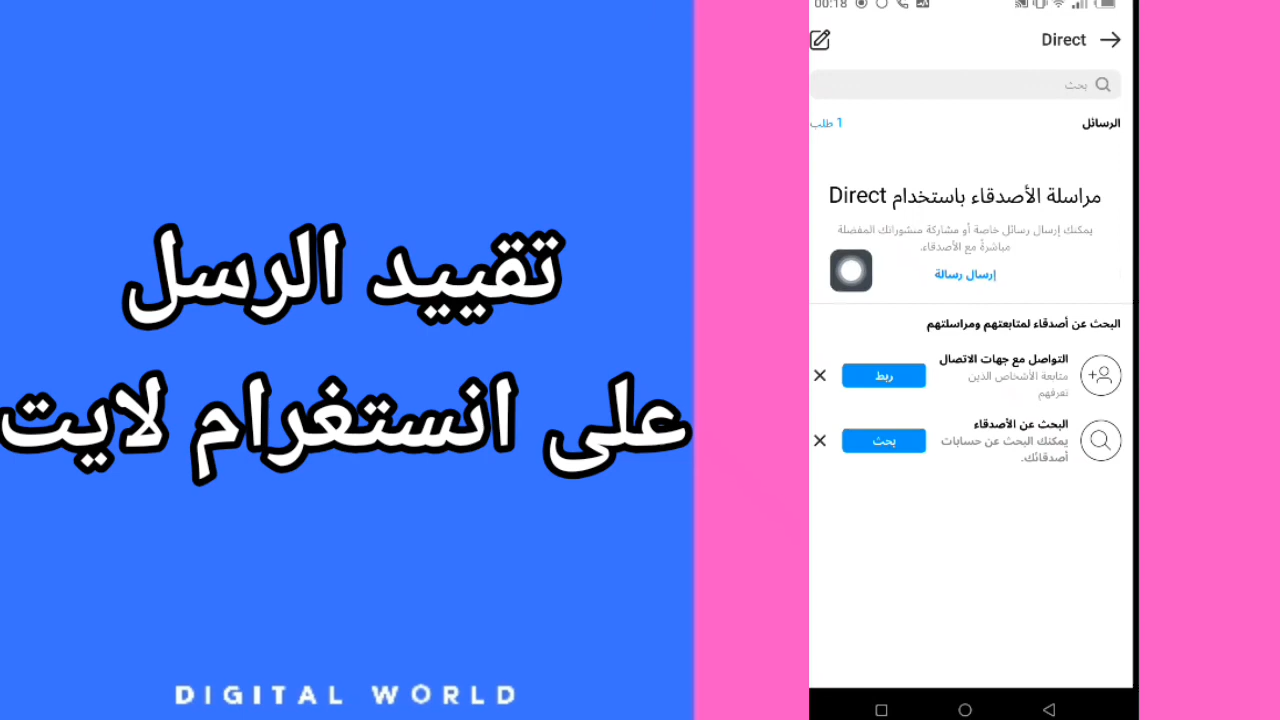 تقييد الرسل
على انستغرام لايت
DIGITAL WORLD
00:18
Direct
بحث
الرسائل
1 طلب
مراسلة الأصدقاء باستخدام Direct
يمكنك إرسال رسائل خاصة أو مشاركة منشوراتك المفضلة
مباشرةً مع الأصدقاء.
إرسال رسالة
البحث عن أصدقاء لمتابعتهم ومراسلتهم
التواصل مع جهات الاتصال
متابعة الأشخاص الذين
تعرفهم
ربط
البحث عن الأصدقاء
يمكنك البحث عن حسابات
أصدقائك.
بحث